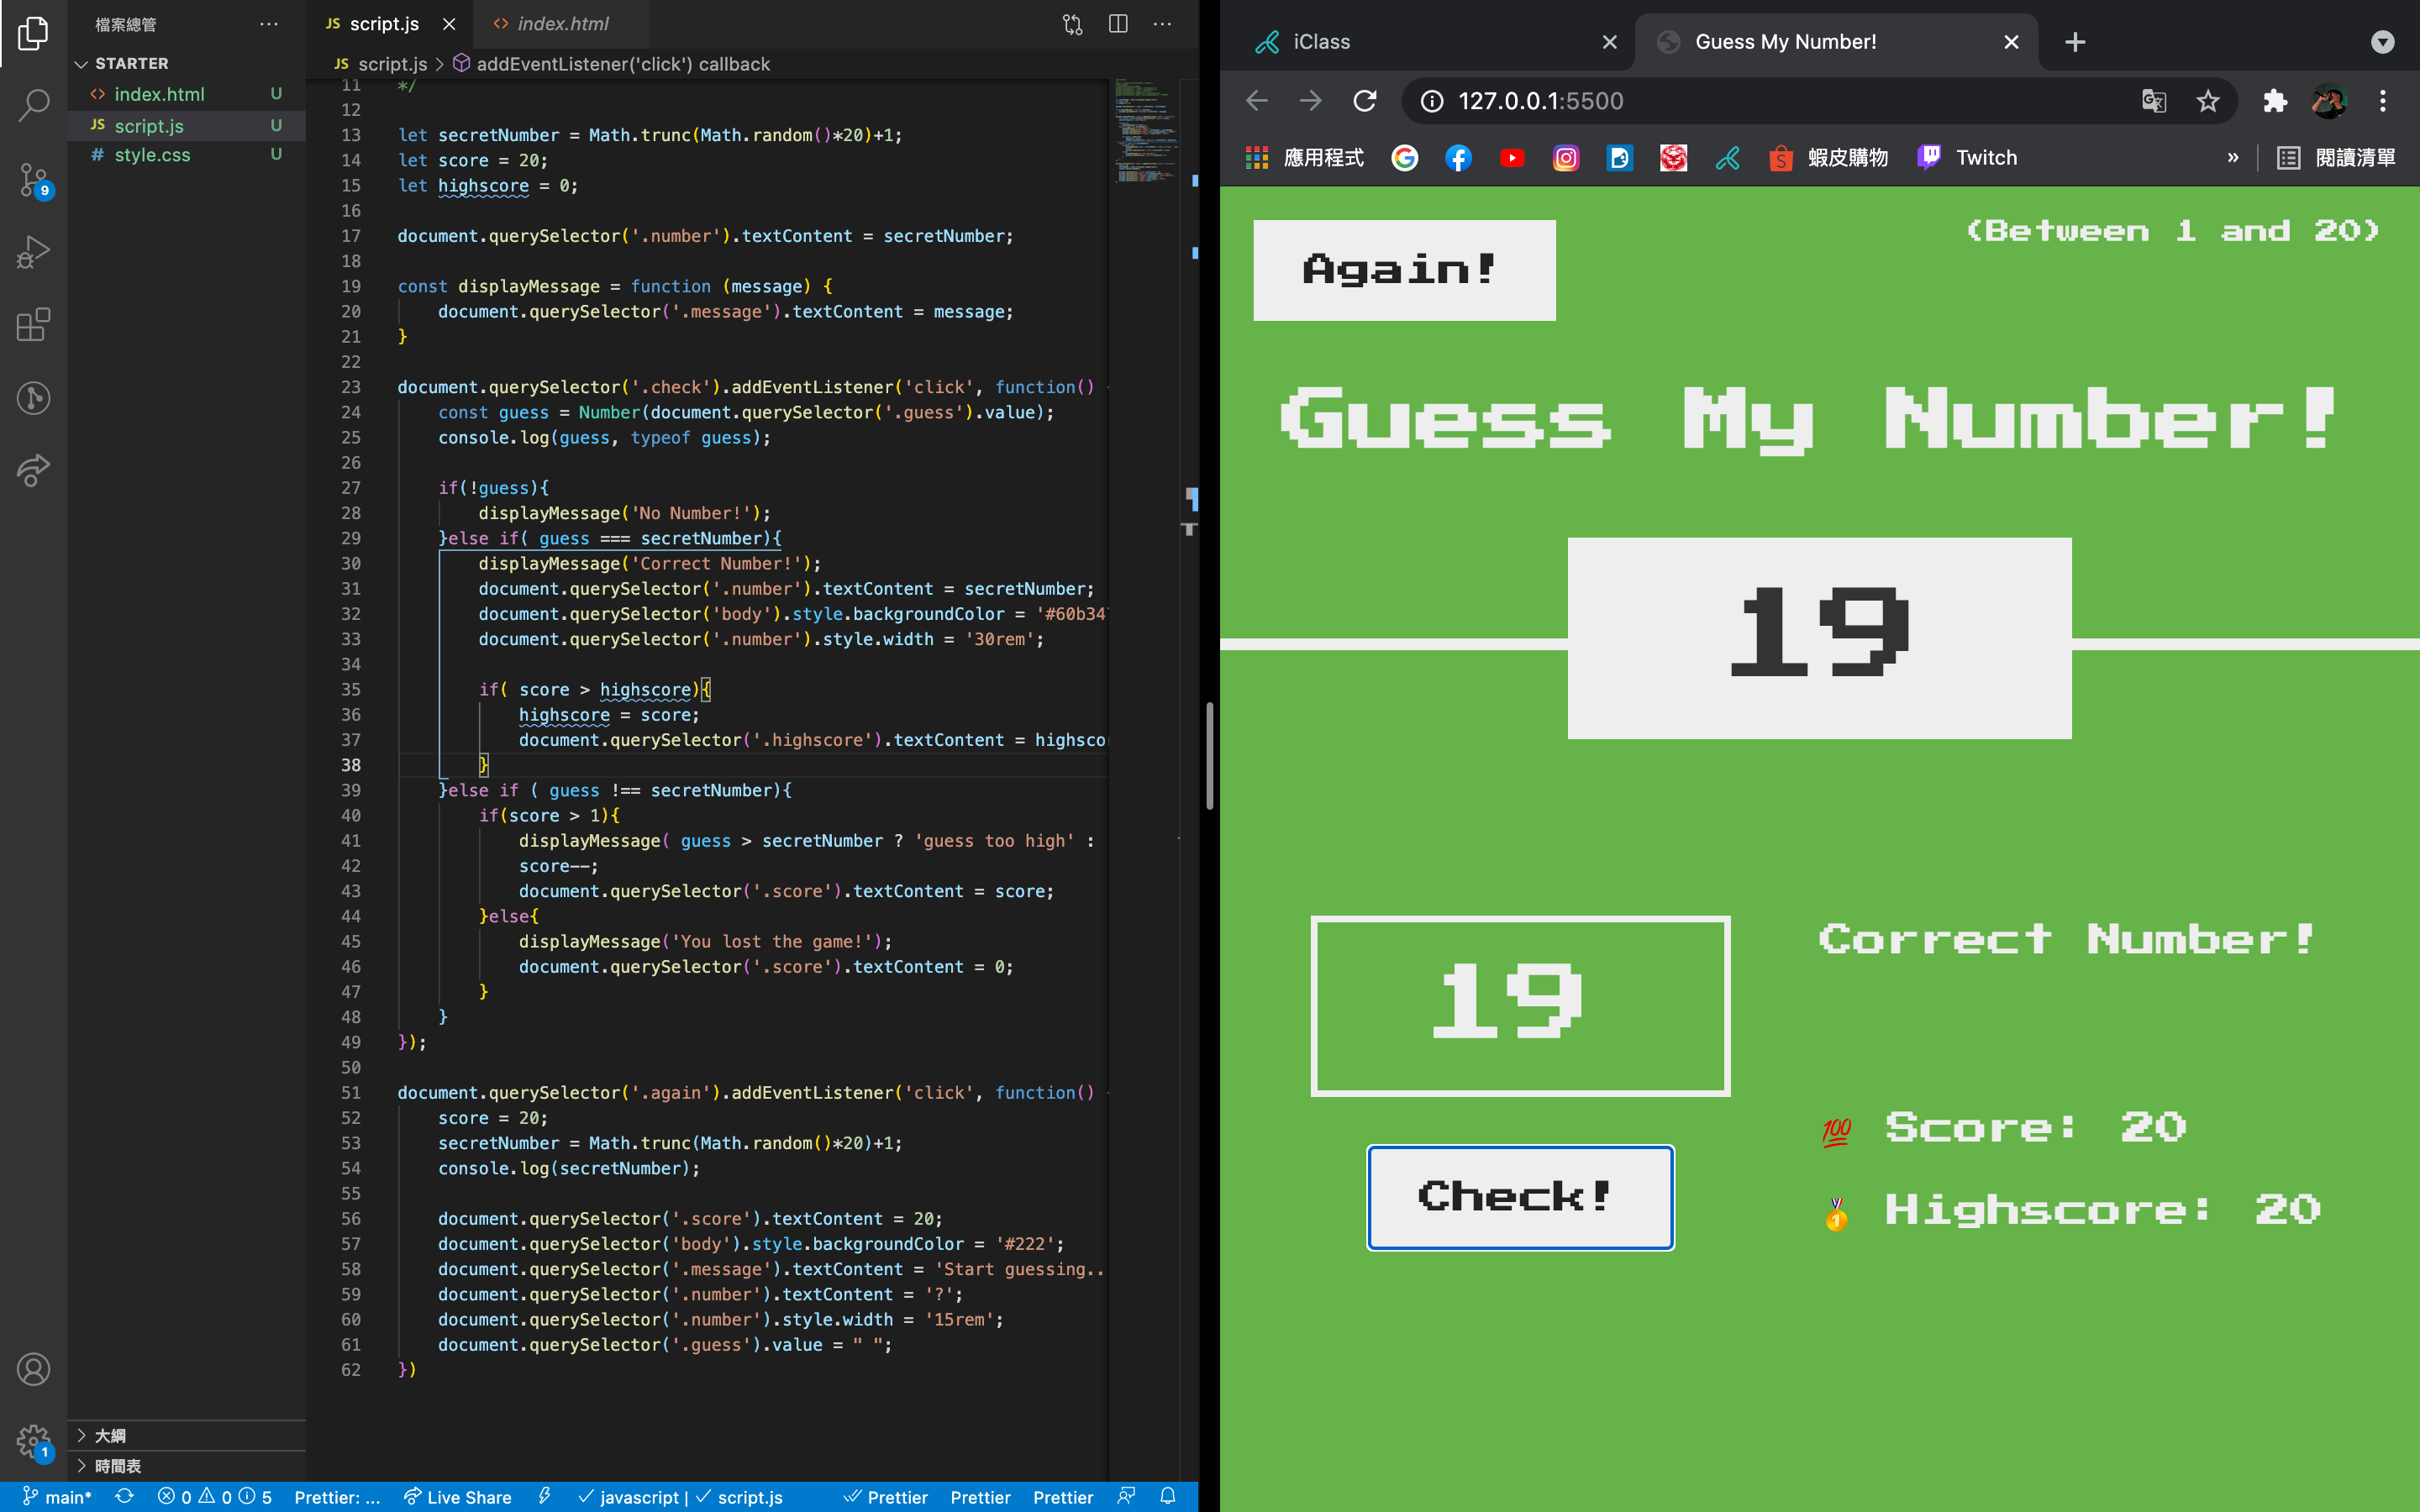 檔案總管
STARTER
index.html U
script.js U
style.css U
大綱
時間表
9
1
JS script.js
index.html
JS script.js > addEventListener('click') callback
11 */
12
13 let secretNumber = Math.trunc(Math.random()*20)+1;
14 let score = 20;
15 let highscore = 0;
16
17 document.querySelector('.number').textContent = secretNumber;
18
19 const displayMessage = function (message) {
20 document.querySelector('.message').textContent = message;
21 }
22
23 document.querySelector('.check').addEventListener('click', function()
24 const guess = Number(document.querySelector('.guess').value);
25 console.log(guess, typeof guess);
26
27 if(!guess){
28 displayMessage('No Number!');
29 }else if( guess === secretNumber){
30 displayMessage('Correct Number!');
31 document.querySelector('.number').textContent = secretNumber;
32 document.querySelector('body').style.backgroundColor = '#60b34
33 document.querySelector('.number').style.width = '30rem';
34
35 if( score > highscore){
36 highscore = score;
37 document.querySelector('.highscore').textContent = highsco
38 }
39 }else if ( guess !== secretNumber){
40 if(score > 1){
41 displayMessage( guess > secretNumber ? 'guess too high' :
42 score--;
43 document.querySelector('.score').textContent = score;
44 }else{
45 displayMessage('You lost the game!');
46 document.querySelector('.score').textContent = 0;
47 }
48 }
49 });
50
51 document.querySelector('.again').addEventListener('click', function()
52 score = 20;
53 secretNumber = Math.trunc(Math.random()*20)+1;
54 console.log(secretNumber);
55
56 document.querySelector('.score').textContent = 20;
57 document.querySelector('body').style.backgroundColor = '#222';
58 document.querySelector('.message').textContent = 'Start guessing..
59 document.querySelector('.number').textContent = '?';
60 document.querySelector('.number').style.width = '15rem';
61 document.querySelector('.guess').value = " ";
62 })
main* 0 0 5 Prettier: ... Live Share javascript | script.js Prettier Prettier Prettier
iClass
Guess My Number!
127.0.0.1:5500
應用程式
蝦皮購物
Twitch
»
閱讀清單
Again!
(Between 1 and 20)
Guess My Number!
19
19
Check!
Correct Number!
💯 Score: 20
🥇 Highscore: 20